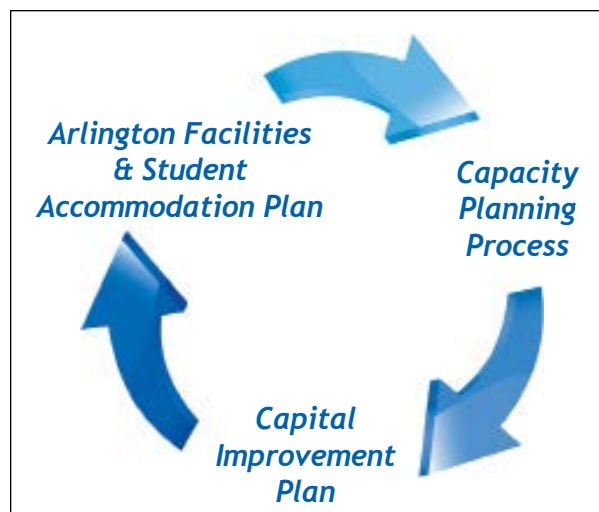 Arlington Facilities
& Student
Accommodation Plan
Capacity
Planning
Process
Capital
Improvement
Plan